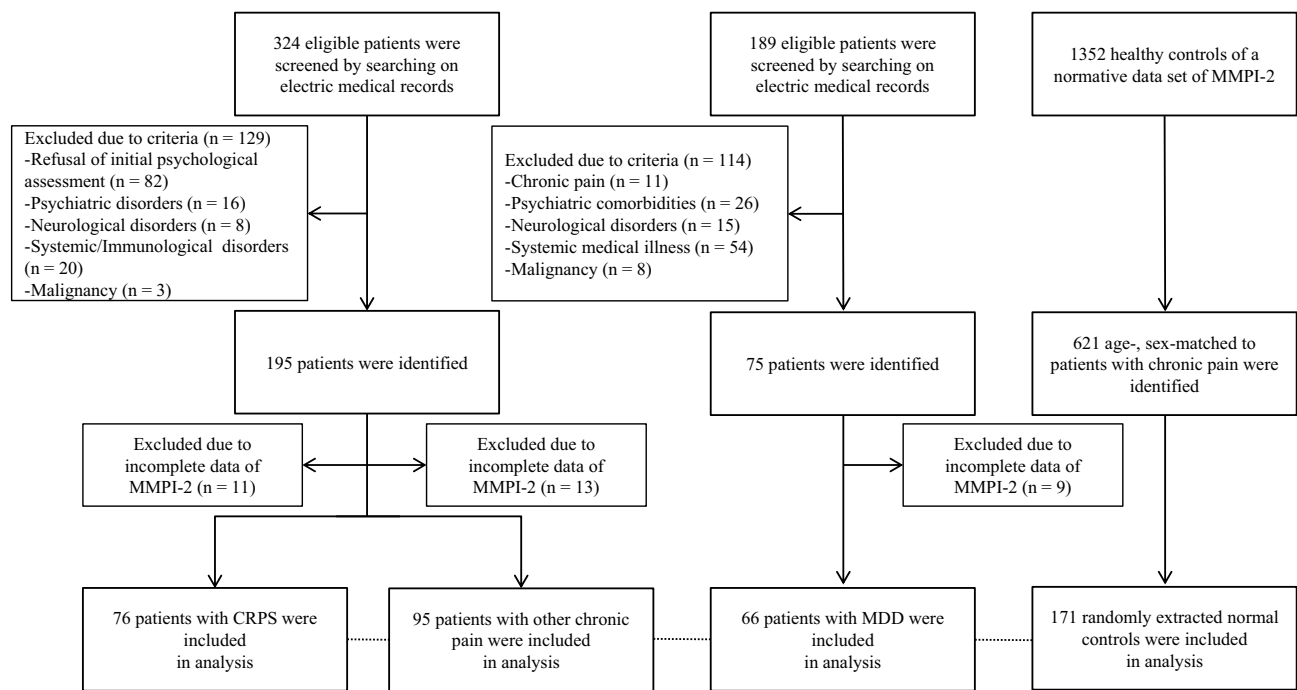 324 eligible patients were
screened by searching on
electric medical records
189 eligible patients were
screened by searching on
electric medical records
1352 healthy controls of a
normative data set of MMPI-2
Excluded due to criteria (n = 129)
-Refusal of initial psychological
assessment (n = 82)
-Psychiatric disorders (n = 16)
-Neurological disorders (n = 8)
-Systemic/Immunological disorders
(n = 20)
-Malignancy (n = 3)
Excluded due to criteria (n = 114)
-Chronic pain (n = 11)
-Psychiatric comorbidities (n = 26)
-Neurological disorders (n = 15)
-Systemic medical illness (n = 54)
-Malignancy (n = 8)
195 patients were identified
75 patients were identified
621 age-, sex-matched to
patients with chronic pain were
identified
Excluded due to
incomplete data of
MMPI-2 (n = 11)
Excluded due to
incomplete data of
MMPI-2 (n = 13)
Excluded due to
incomplete data of
MMPI-2 (n = 9)
76 patients with CRPS were
included
in analysis
95 patients with other chronic
pain were included
in analysis
66 patients with MDD were
included
in analysis
171 randomly extracted normal
controls were included
in analysis